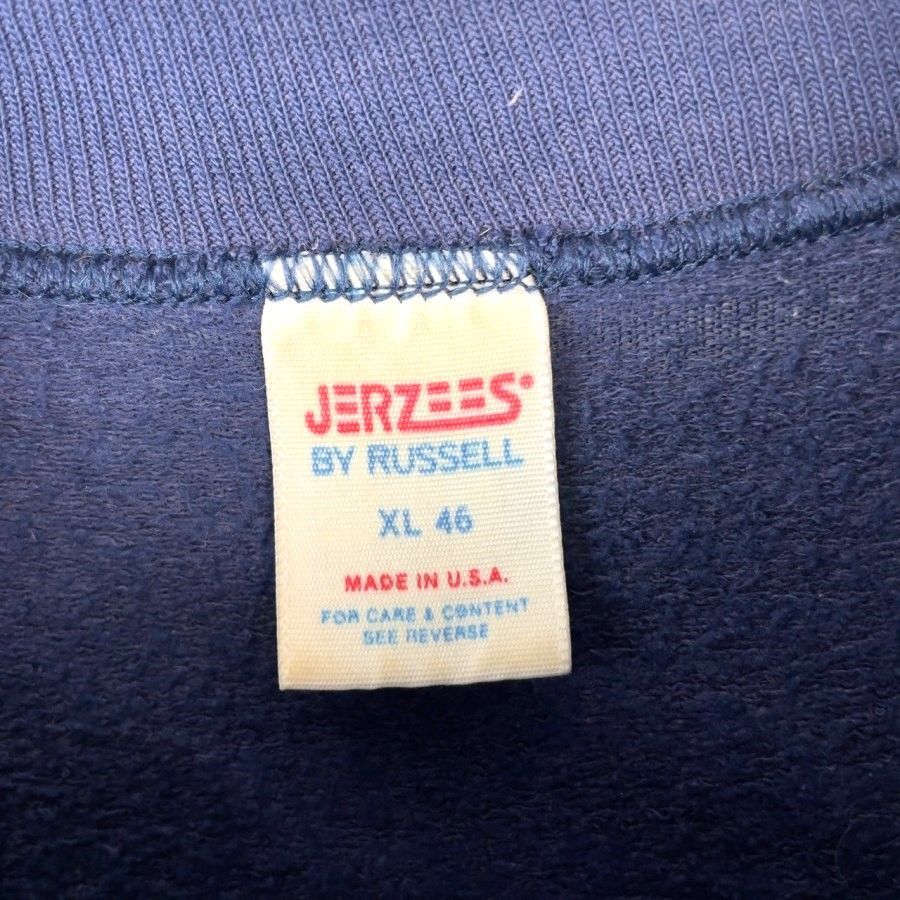 JERZEES
BY RUSSELL
XL 46
MADE IN U.S.A.
FOR CARE & CONTENT
SEE REVERSE